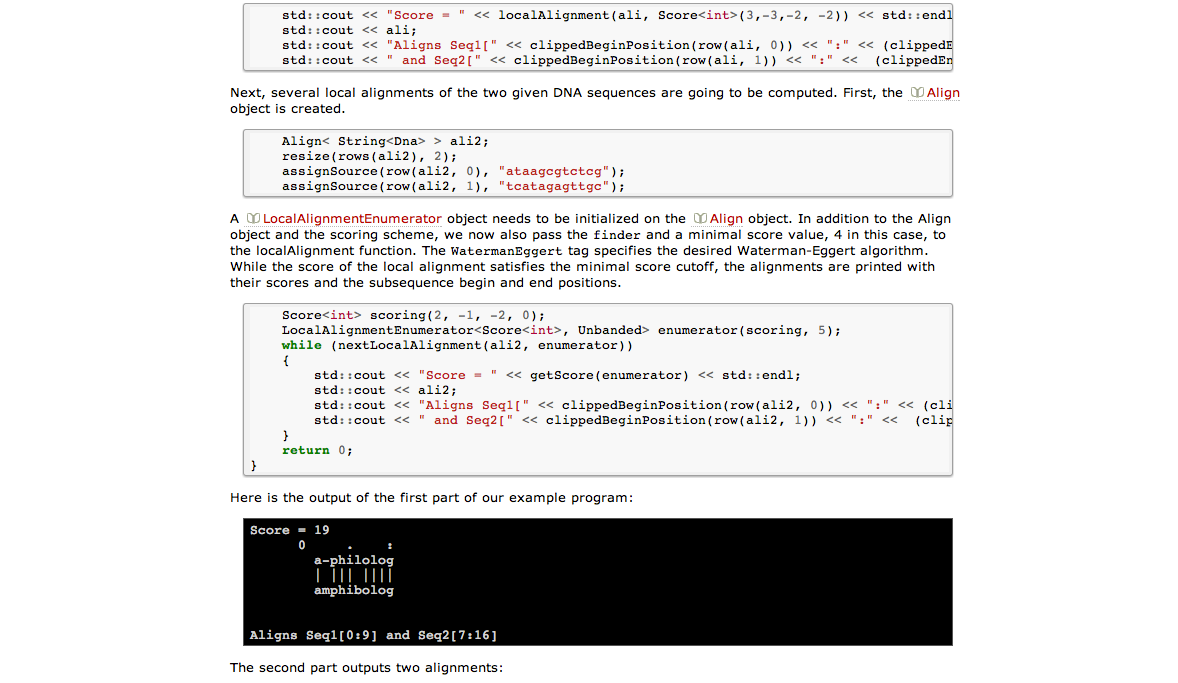 std::cout << "Score = " << localAlignment(ali, Score<int>(3,-3,-2, -2)) << std::endl
std::cout << ali;
std::cout << "Aligns Seq1[" << clippedBeginPosition(row(ali, 0)) << ":" << (clippedE
std::cout << " and Seq2[" << clippedBeginPosition(row(ali, 1)) << ":" <<  (clippedEn
Next, several local alignments of the two given DNA sequences are going to be computed. First, the Align
object is created.
Align< String<Dna> > ali2;
resize(rows(ali2), 2);
assignSource(row(ali2, 0), "ataagcgtctcg");
assignSource(row(ali2, 1), "tcatagagttgc");
A LocalAlignmentEnumerator object needs to be initialized on the Align object. In addition to the Align
object and the scoring scheme, we now also pass the finder and a minimal score value, 4 in this case, to
the localAlignment function. The WatermanEggert tag specifies the desired Waterman-Eggert algorithm.
While the score of the local alignment satisfies the minimal score cutoff, the alignments are printed with
their scores and the subsequence begin and end positions.
Score<int> scoring(2, -1, -2, 0);
LocalAlignmentEnumerator<Score<int>, Unbanded> enumerator(scoring, 5);
while (nextLocalAlignment(ali2, enumerator))
{
std::cout << "Score = " << getScore(enumerator) << std::endl;
std::cout << ali2;
std::cout << "Aligns Seq1[" << clippedBeginPosition(row(ali2, 0)) << ":" << (cli
std::cout << " and Seq2[" << clippedBeginPosition(row(ali2, 1)) << ":" <<  (clip
}
return 0;
}
Here is the output of the first part of our example program:
Score = 19
0     .    :
a-philolog
| ||| ||||
amphibolog
Aligns Seq1[0:9] and Seq2[7:16]
The second part outputs two alignments: